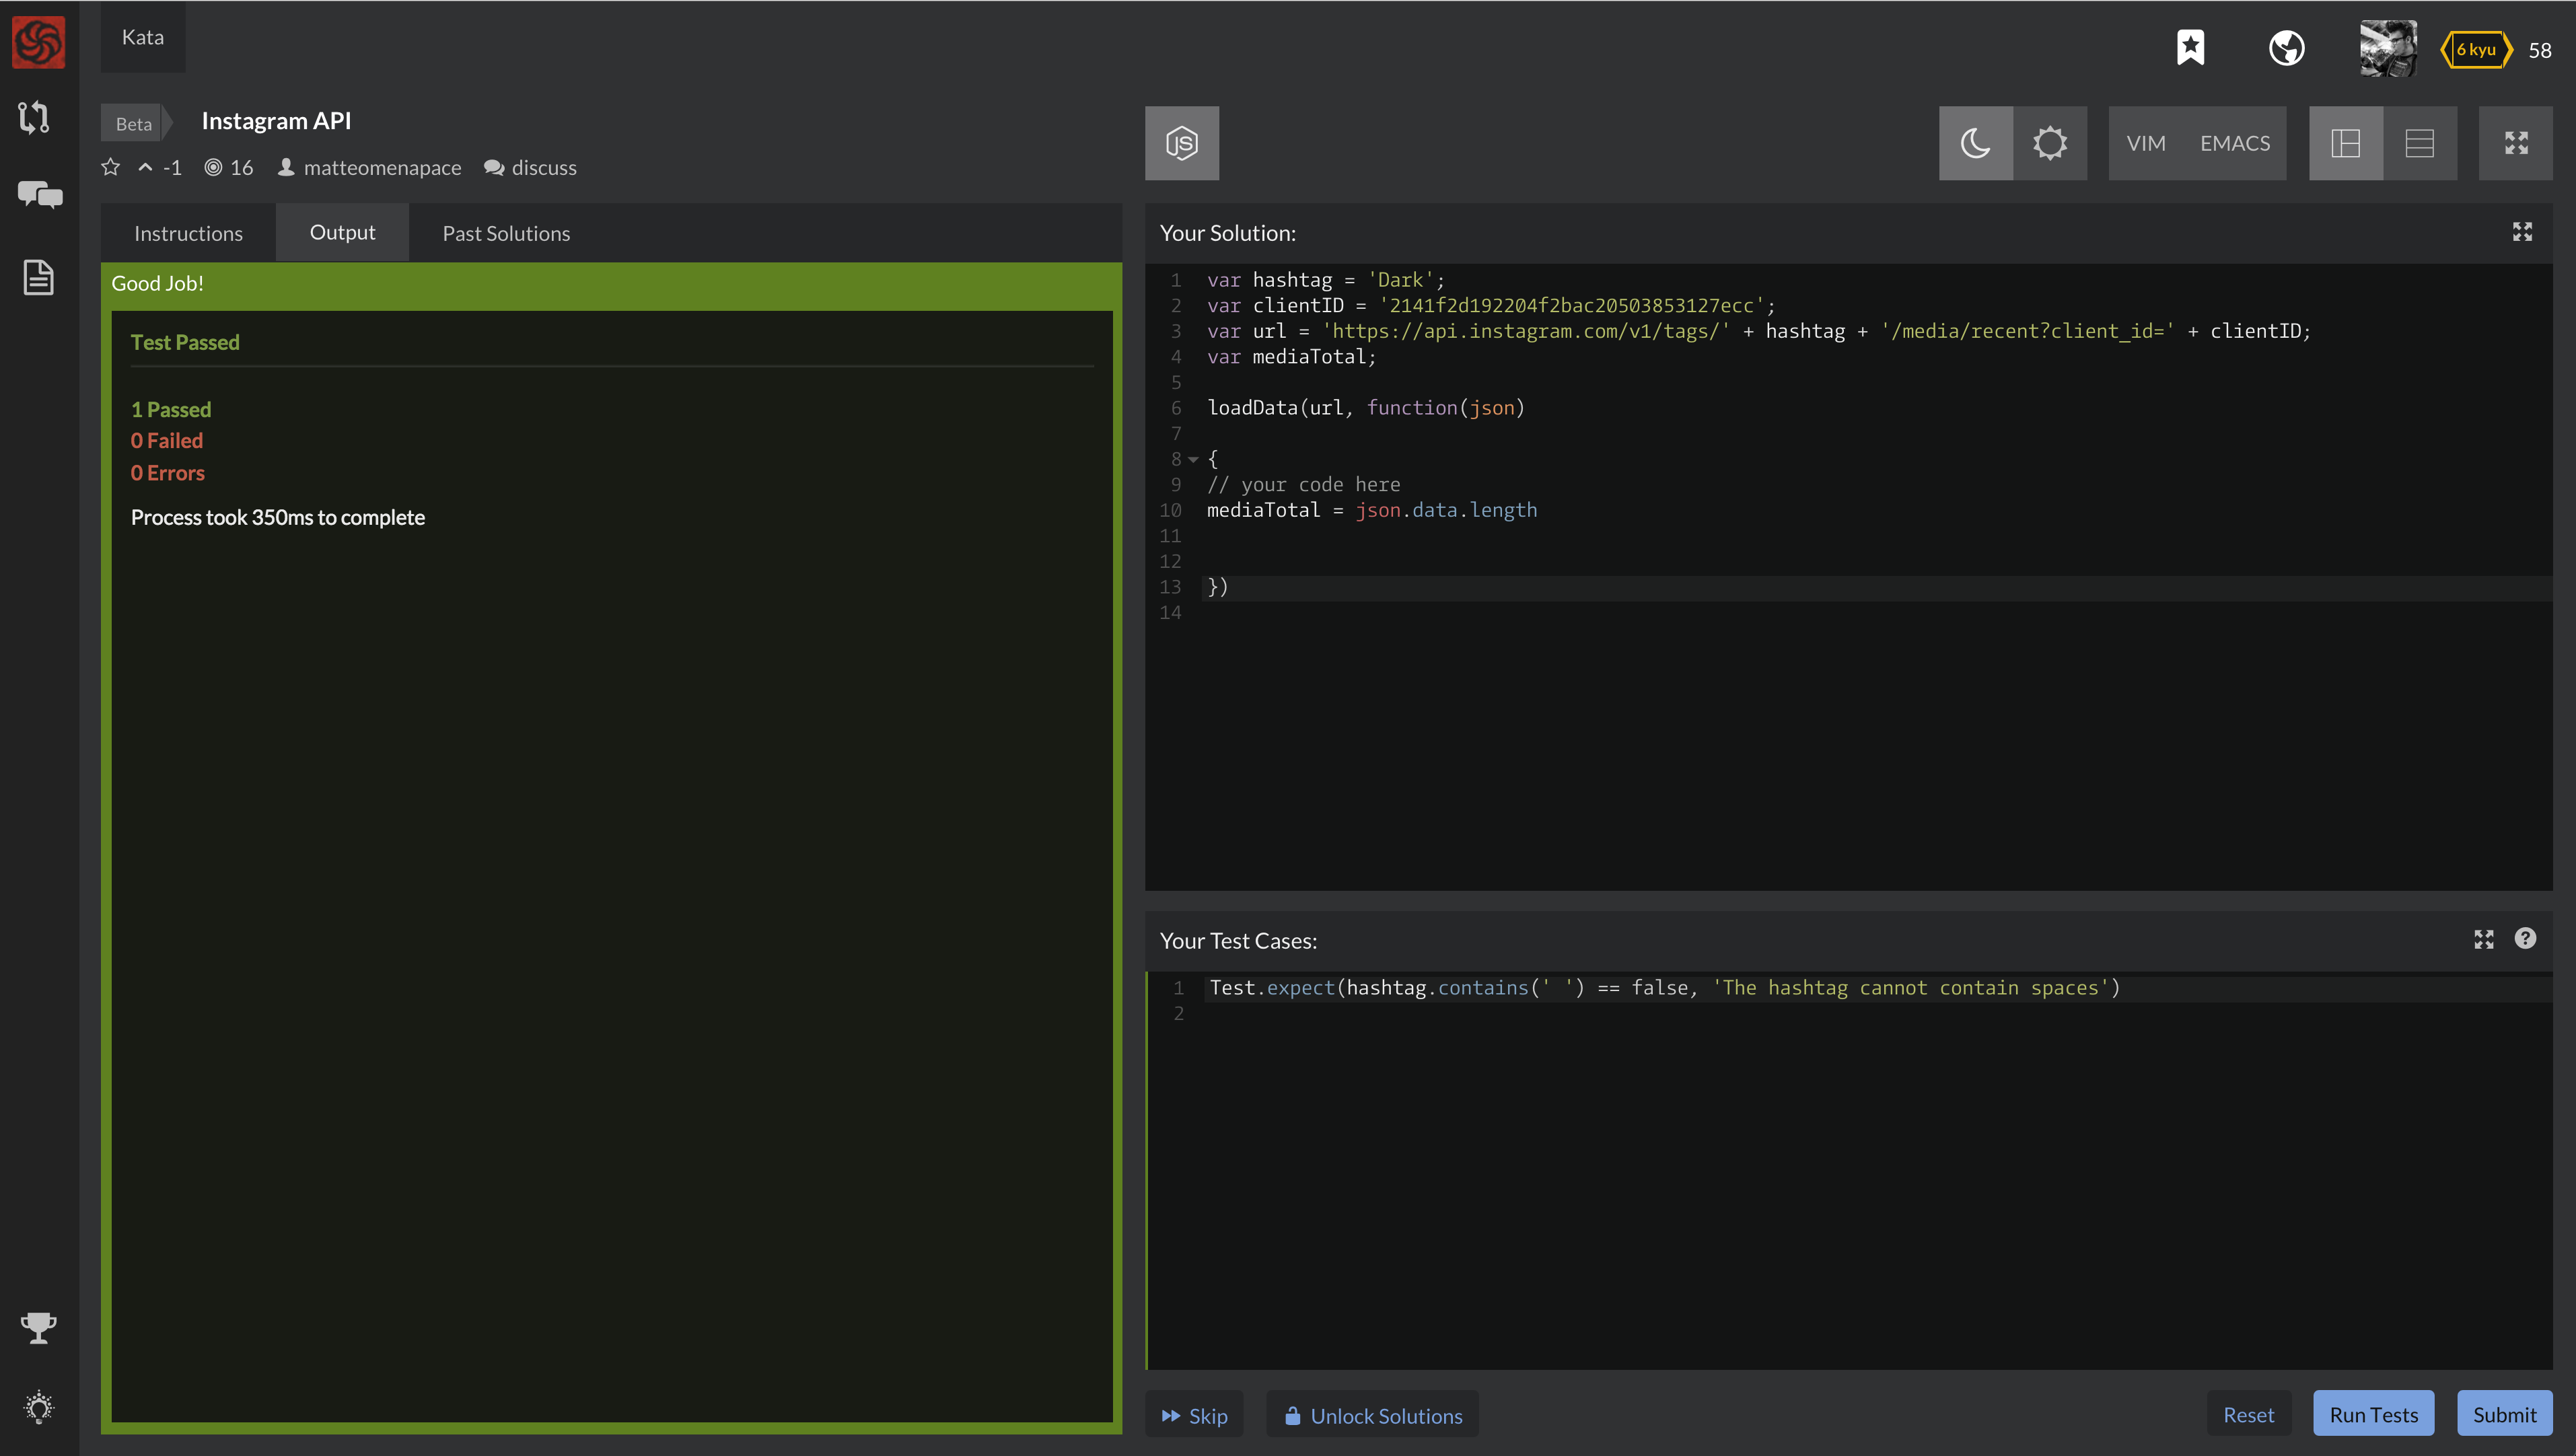 Kata
6 kyu 58
Beta Instagram API
-1 16 matteomenapace discuss
JS
VIM EMACS
Instructions Output Past Solutions
Good Job!
Test Passed
1 Passed
0 Failed
0 Errors
Process took 350ms to complete
Your Solution:
1 var hashtag = 'Dark';
2 var clientID = '2141f2d192204f2bac20503853127ecc';
3 var url = 'https://api.instagram.com/v1/tags/' + hashtag + '/media/recent?client_id=' + clientID;
4 var mediaTotal;
5
6 loadData(url, function(json)
7
8 {
9 // your code here
10 mediaTotal = json.data.length
11
12
13 })
14
Your Test Cases:
1 Test.expect(hashtag.contains(' ') == false, 'The hashtag cannot contain spaces')
2
Skip Unlock Solutions
Reset Run Tests Submit